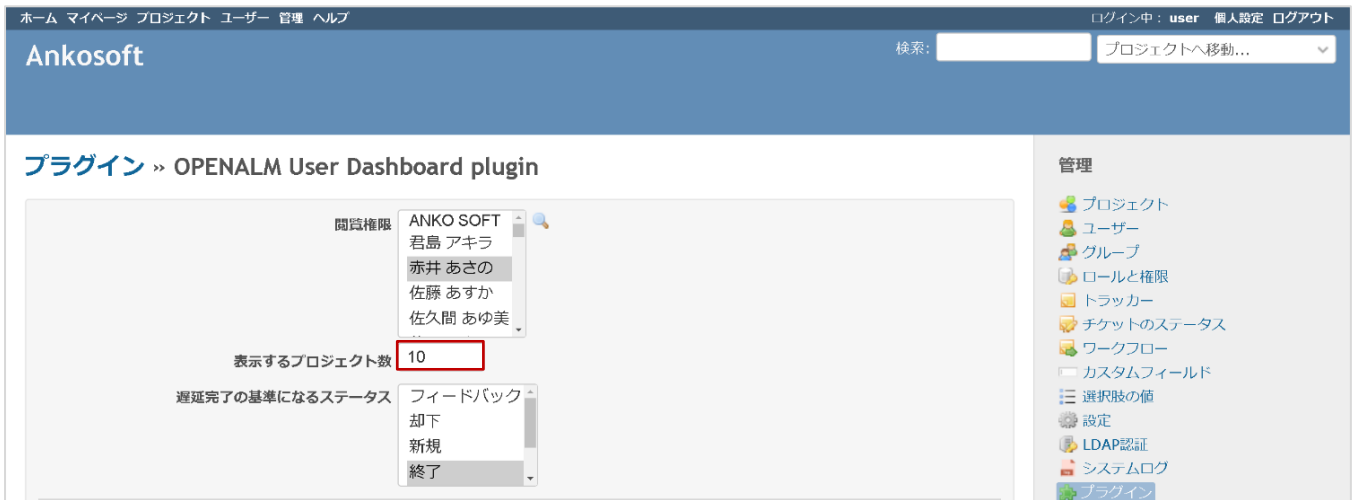 ホーム マイページ プロジェクト ユーザー 管理 ヘルプ
ログイン中： user 個人設定 ログアウト
Ankosoft
検索:
プロジェクトへ移動...
プラグイン » OPENALM User Dashboard plugin
閲覧権限
ANKO SOFT
君島 アキラ
赤井 あさの
佐藤 あすか
佐久間 あゆ美
表示するプロジェクト数
10
遅延完了の基準になるステータス
フィードバック
却下
新規
終了
管理
プロジェクト
ユーザー
グループ
ロールと権限
トラッカー
チケットのステータス
ワークフロー
カスタムフィールド
選択肢の値
設定
LDAP認証
システムログ
プラグイン